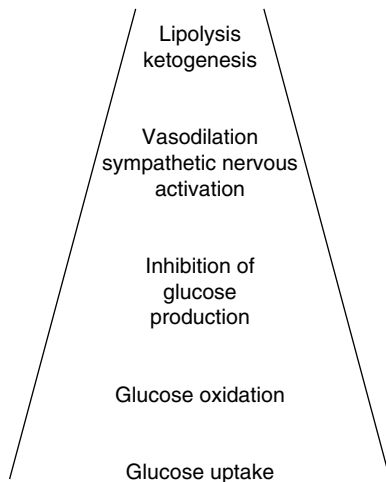 Lipolysis
ketogenesis
Vasodilation
sympathetic nervous
activation
Inhibition of
glucose
production
Glucose oxidation
Glucose uptake